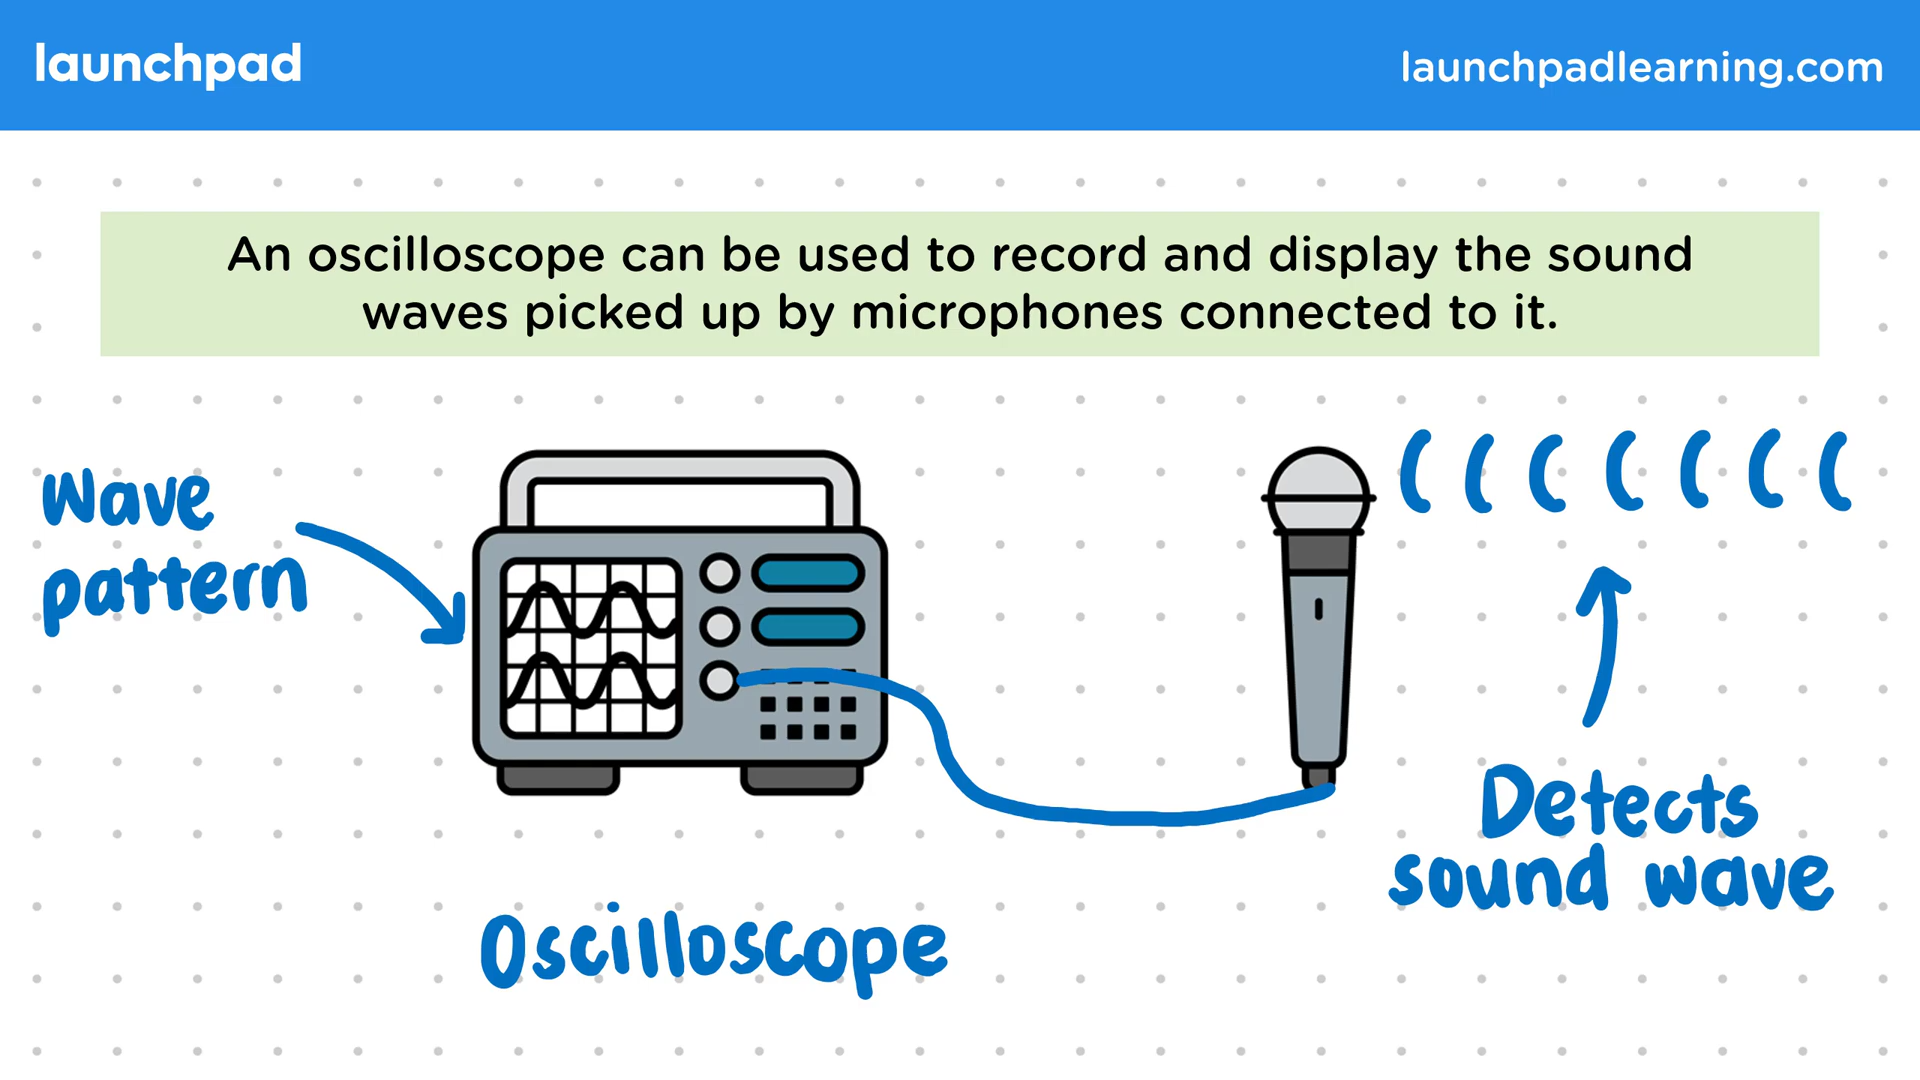 launchpad
launchpadlearning.com
An oscilloscope can be used to record and display the sound
waves picked up by microphones connected to it.
Wave
pattern
Detects
sound wave
Oscilloscope